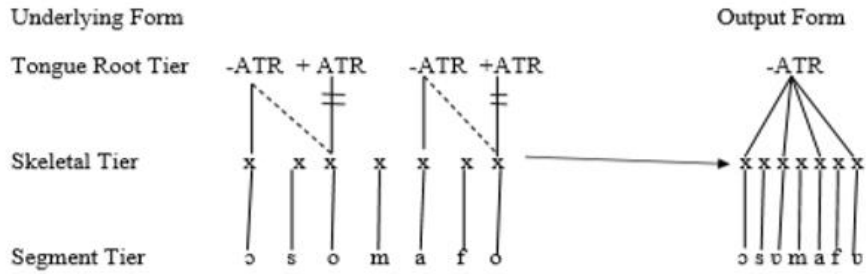 Underlying Form Output Form
Tongue Root Tier -ATR + ATR -ATR +ATR -ATR
Skeletal Tier x x x x x x x x x x x x x x
Segment Tier ɔ s o m a f o ɔ s ʋ m a f ʋ